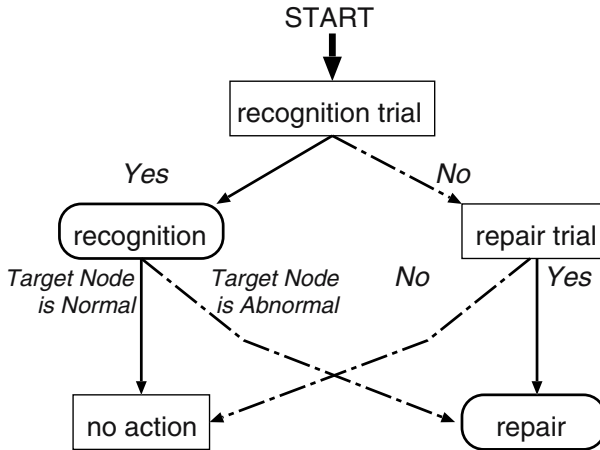 START
recognition trial
Yes
No
recognition
repair trial
Target Node
is Normal
Target Node
is Abnormal
No
Yes
no action
repair